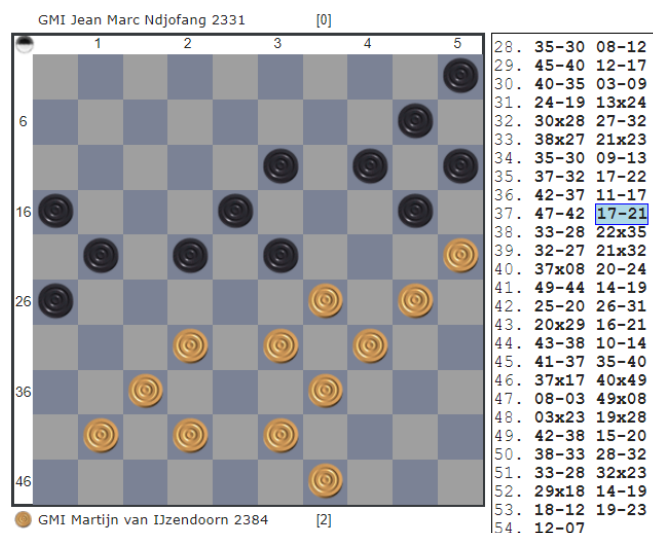 GMI Jean Marc Ndjofang 2331 [0]
1 2 3 4 5
6
16
26
36
46
GMI Martijn van IJzendoorn 2384 [2]
28. 35-30 08-12
29. 45-40 12-17
30. 40-35 03-09
31. 24-19 13x24
32. 30x28 27-32
33. 38x27 21x23
34. 35-30 09-13
35. 37-32 17-22
36. 42-37 11-17
37. 47-42 17-21
38. 33-28 22x35
39. 32-27 21x32
40. 37x08 20-24
41. 49-44 14-19
42. 25-20 26-31
43. 20x29 16-21
44. 43-38 10-14
45. 41-37 35-40
46. 37x17 40x49
47. 08-03 49x08
48. 03x23 19x28
49. 42-38 15-20
50. 38-33 28-32
51. 33-28 32x23
52. 29x18 14-19
53. 18-12 19-23
54. 12-07